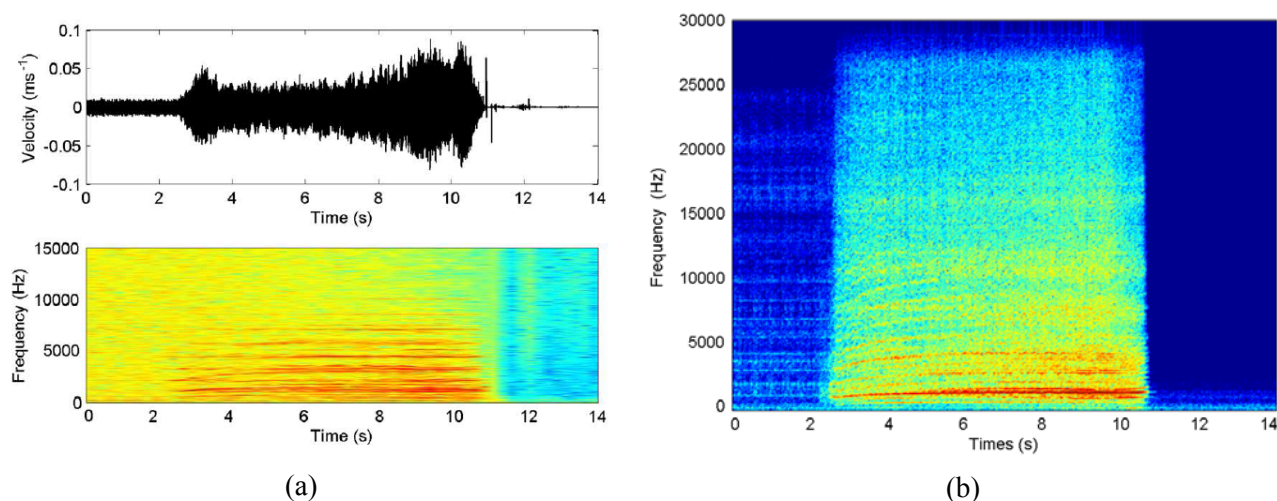 0.1
0.05
0
-0.05
-0.1
Velocity (ms⁻¹)
0 2 4 6 8 10 12 14
Time (s)
15000
10000
5000
0
Frequency (Hz)
0 2 4 6 8 10 12 14
Time (s)
(a)
30000
25000
20000
15000
10000
5000
0
Frequency (Hz)
0 2 4 6 8 10 12 14
Times (s)
(b)